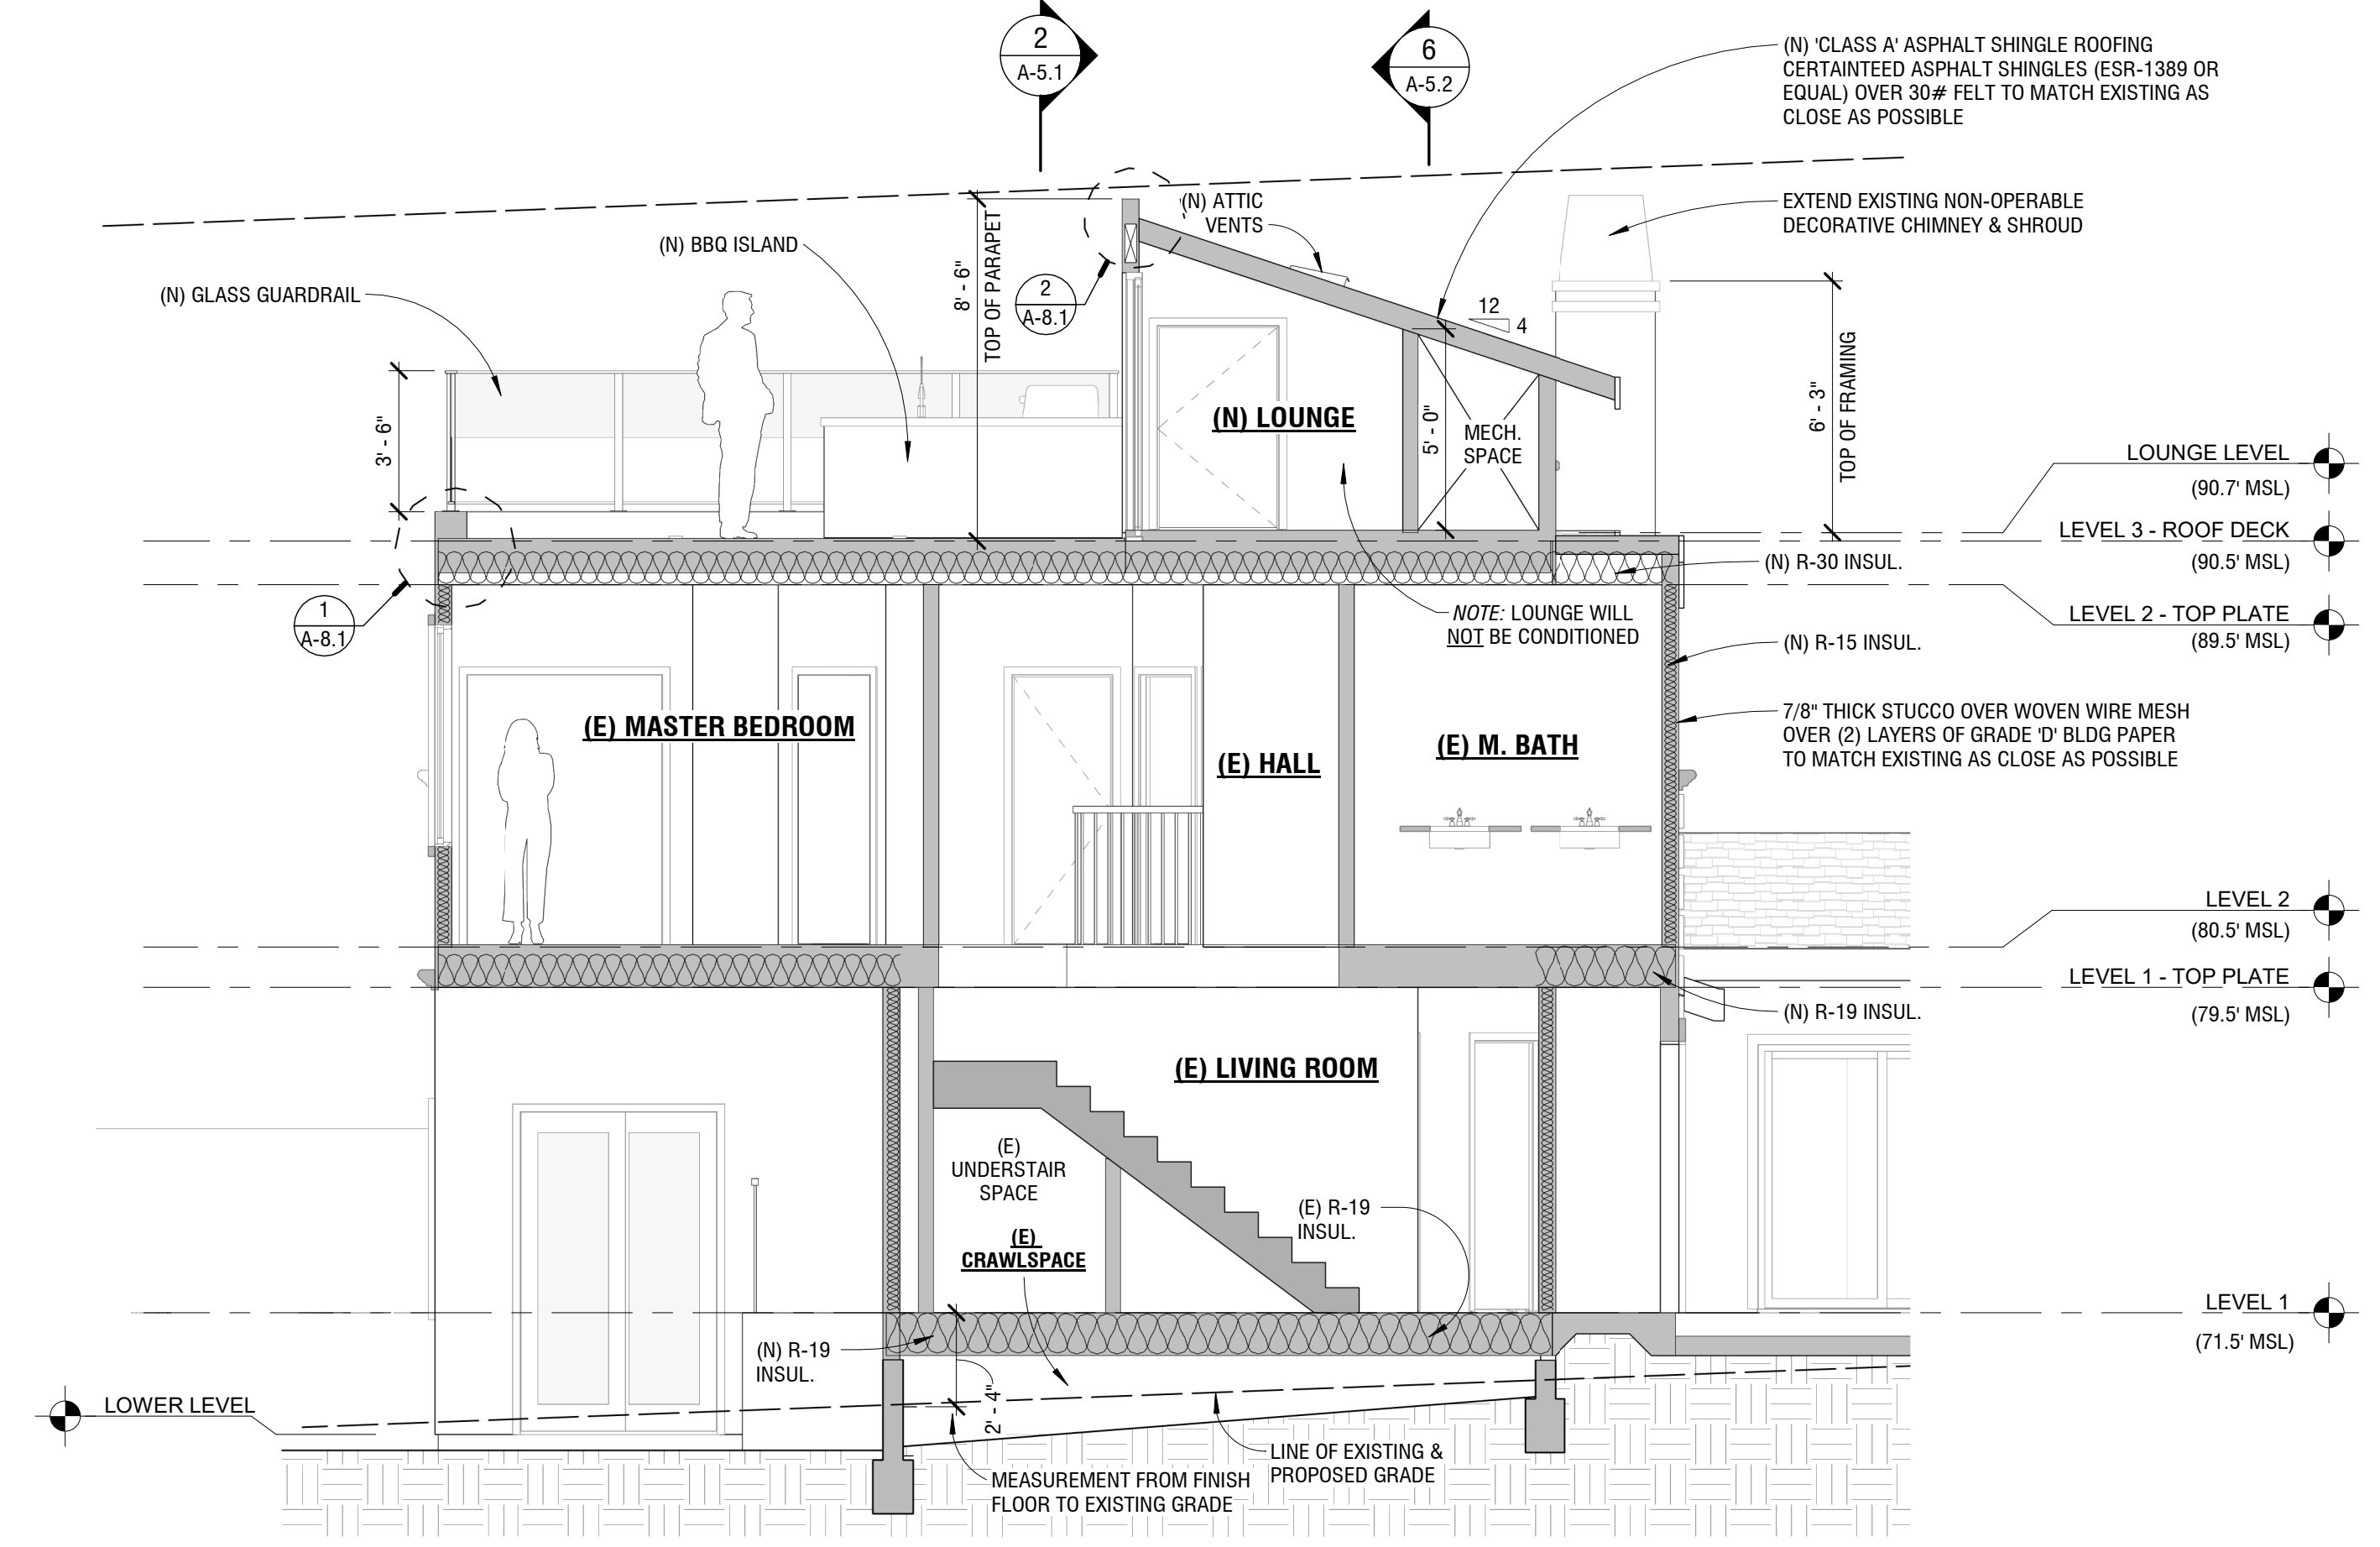 2
A-5.1
6
A-5.2
(N) 'CLASS A' ASPHALT SHINGLE ROOFING
CERTAINTEED ASPHALT SHINGLES (ESR-1389 OR
EQUAL) OVER 30# FELT TO MATCH EXISTING AS
CLOSE AS POSSIBLE
(N) ATTIC
VENTS
EXTEND EXISTING NON-OPERABLE
DECORATIVE CHIMNEY & SHROUD
(N) BBQ ISLAND
(N) GLASS GUARDRAIL
8' - 6"
TOP OF PARAPET
2
A-8.1
12
4
3' - 6"
(N) LOUNGE
5' - 0"
MECH.
SPACE
6' - 3"
TOP OF FRAMING
LOUNGE LEVEL
(90.7' MSL)
LEVEL 3 - ROOF DECK
(90.5' MSL)
(N) R-30 INSUL.
1
A-8.1
NOTE: LOUNGE WILL
NOT BE CONDITIONED
LEVEL 2 - TOP PLATE
(89.5' MSL)
(N) R-15 INSUL.
7/8" THICK STUCCO OVER WOVEN WIRE MESH
OVER (2) LAYERS OF GRADE 'D' BLDG PAPER
TO MATCH EXISTING AS CLOSE AS POSSIBLE
(E) MASTER BEDROOM
(E) HALL
(E) M. BATH
LEVEL 2
(80.5' MSL)
LEVEL 1 - TOP PLATE
(79.5' MSL)
(N) R-19 INSUL.
(E) LIVING ROOM
(E)
UNDERSTAIR
SPACE
(E) R-19
INSUL.
(E)
CRAWLSPACE
LEVEL 1
(71.5' MSL)
(N) R-19
INSUL.
2' - 4"
LOWER LEVEL
LINE OF EXISTING &
PROPOSED GRADE
MEASUREMENT FROM FINISH
FLOOR TO EXISTING GRADE